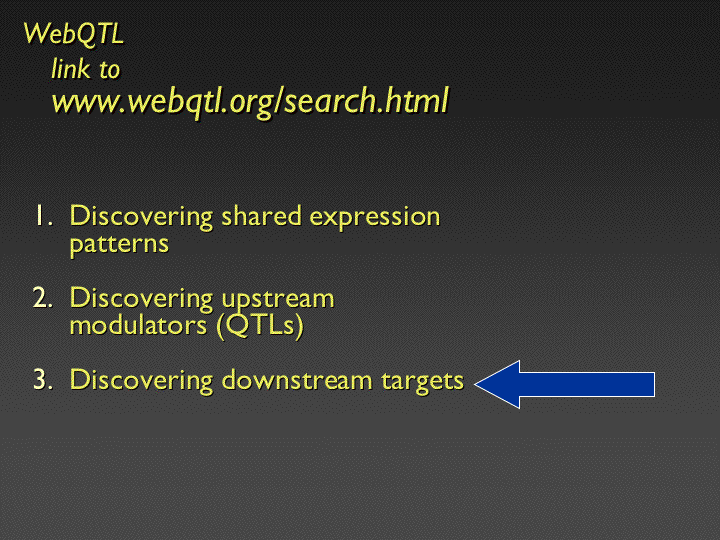 WebQTL
link to
www.webqtl.org/search.html
1. Discovering shared expression
patterns
2. Discovering upstream
modulators (QTLs)
3. Discovering downstream targets